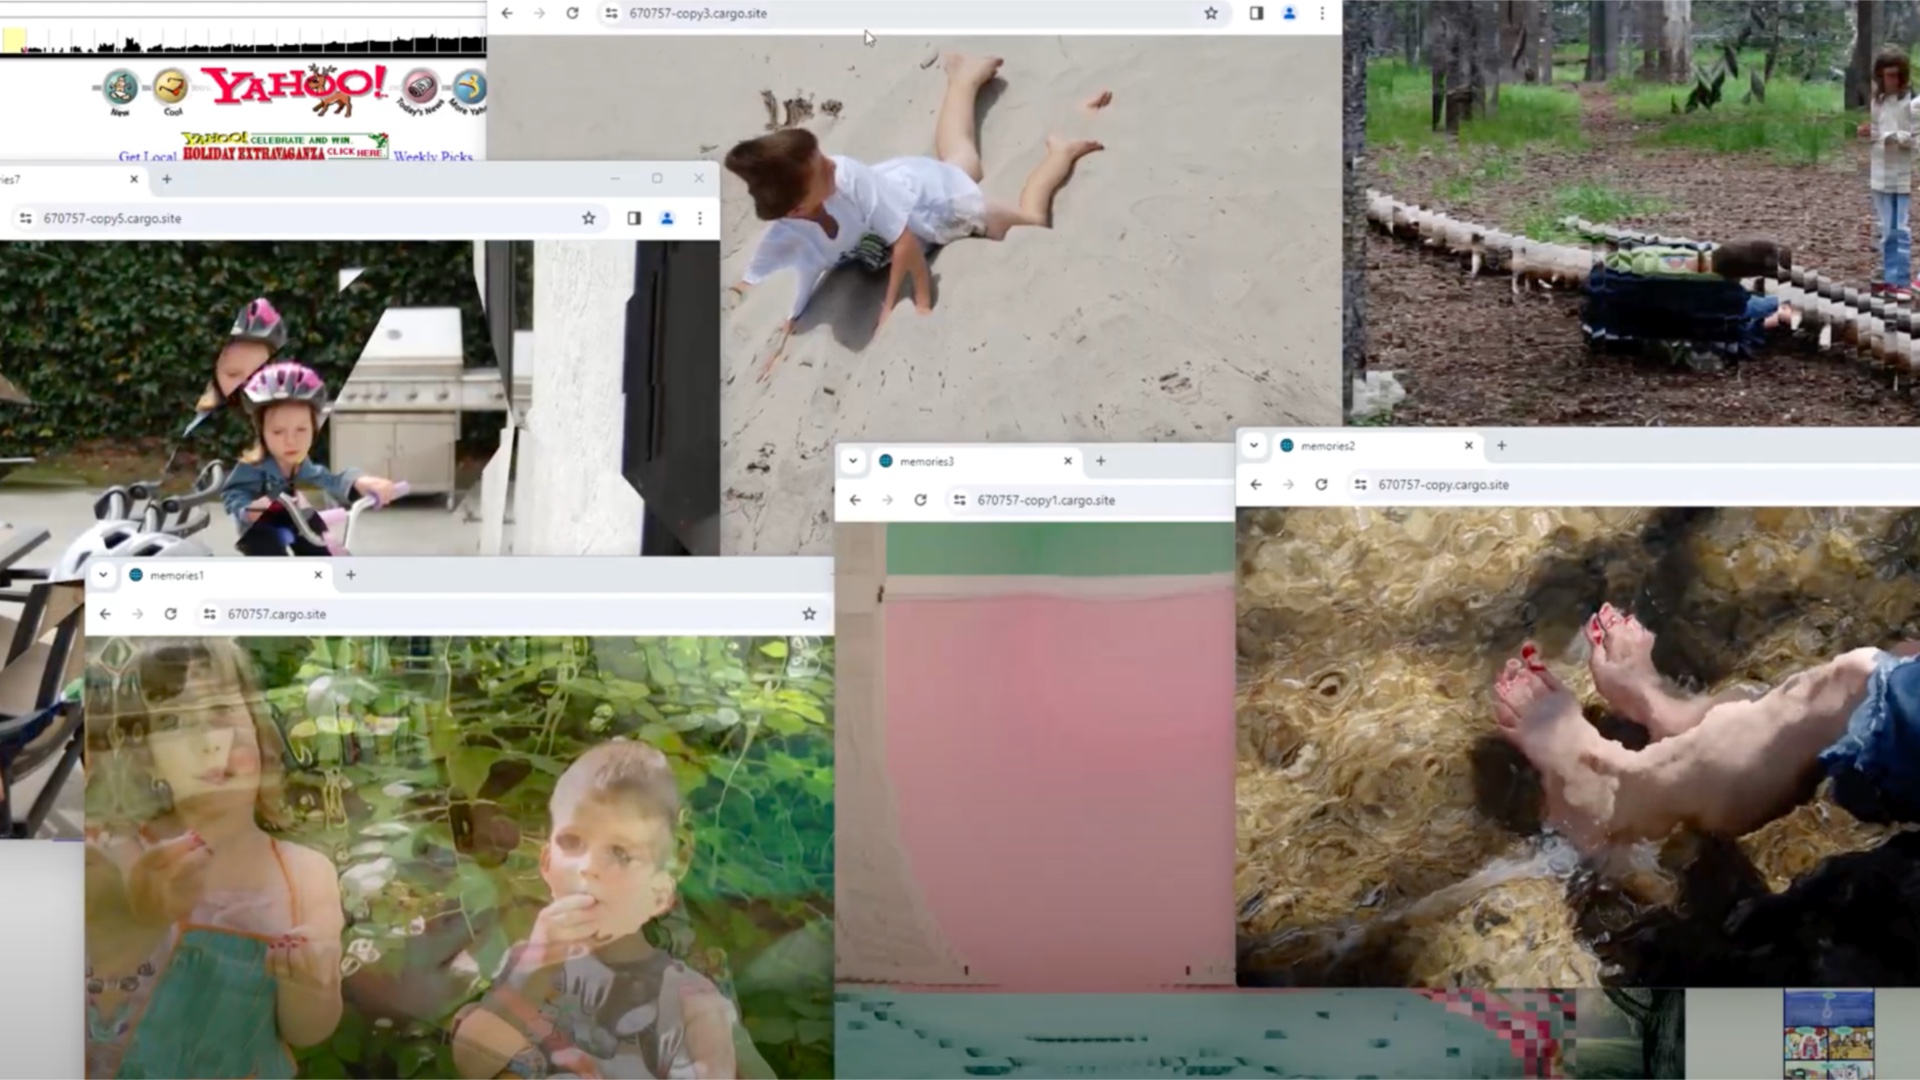 670757-copy3.cargo.site
YAHOO!
New
Cool
Today's News
More Yah
YAHOO! CELEBRATE AND WIN.
HOLIDAY EXTRAVAGANZA CLICK HERE
Get Local
Weekly Picks
ies7
670757-copy5.cargo.site
memories3
670757-copy1.cargo.site
memories2
670757-copy.cargo.site
memories1
670757.cargo.site